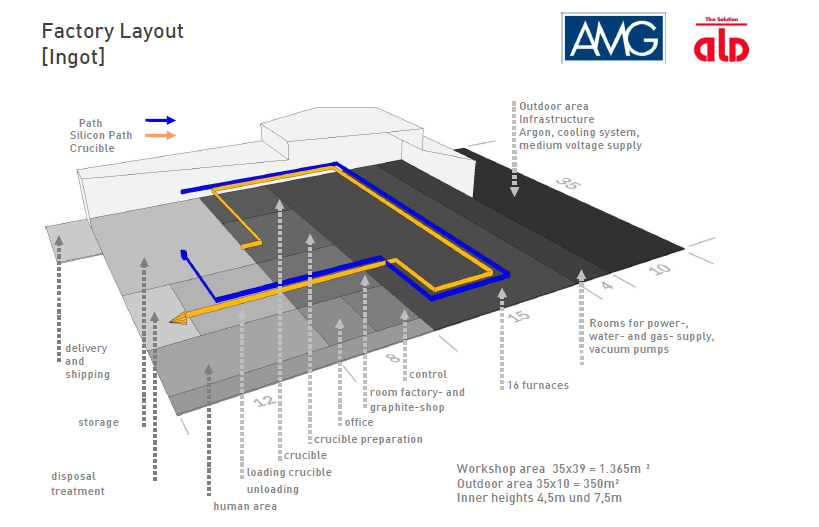 Factory Layout
[Ingot]
AMG
The Solution
ald
Path
Silicon Path
Crucible
Outdoor area
Infrastructure
Argon, cooling system,
medium voltage supply
35
10
4
15
8
12
Rooms for power-,
water- and gas- supply,
vacuum pumps
delivery
and
shipping
control
16 furnaces
room factory- and
graphite-shop
storage
office
crucible preparation
crucible
loading crucible
unloading
human area
disposal
treatment
Workshop area 35x39 = 1.365m ²
Outdoor area 35x10 = 350m²
Inner heights 4,5m und 7,5m